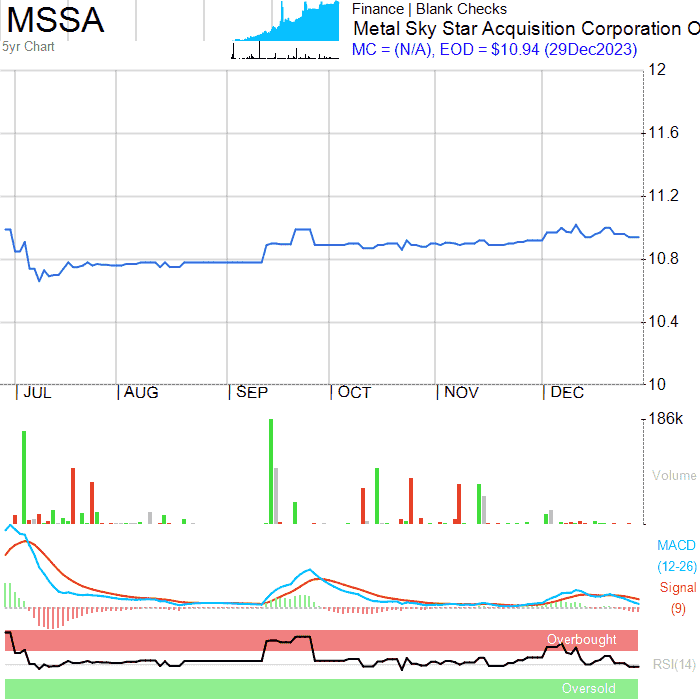 MSSA
5yr Chart
Finance | Blank Checks
Metal Sky Star Acquisition Corporation O
MC = (N/A), EOD = $10.94 (29Dec2023)
12
11.6
11.2
10.8
10.4
10
JUL AUG SEP OCT NOV DEC
186k
Volume
MACD
(12-26)
Signal
(9)
Overbought
RSI(14)
Oversold